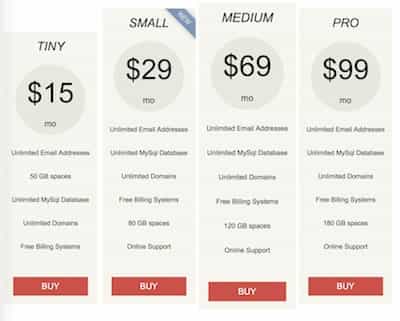 TINY
$15
mo
Unlimited Email Addresses
50 GB spaces
Unlimited MySql Database
Unlimited Domains
Free Billing Systems
BUY
SMALL
NEW
$29
mo
Unlimited Email Addresses
Unlimited MySql Database
Unlimited Domains
Free Billing Systems
80 GB spaces
Online Support
BUY
MEDIUM
$69
mo
Unlimited Email Addresses
Unlimited MySql Database
Unlimited Domains
Free Billing Systems
120 GB spaces
Online Support
BUY
PRO
$99
mo
Unlimited Email Addresses
Unlimited MySql Database
Unlimited Domains
Free Billing Systems
180 GB spaces
Online Support
BUY